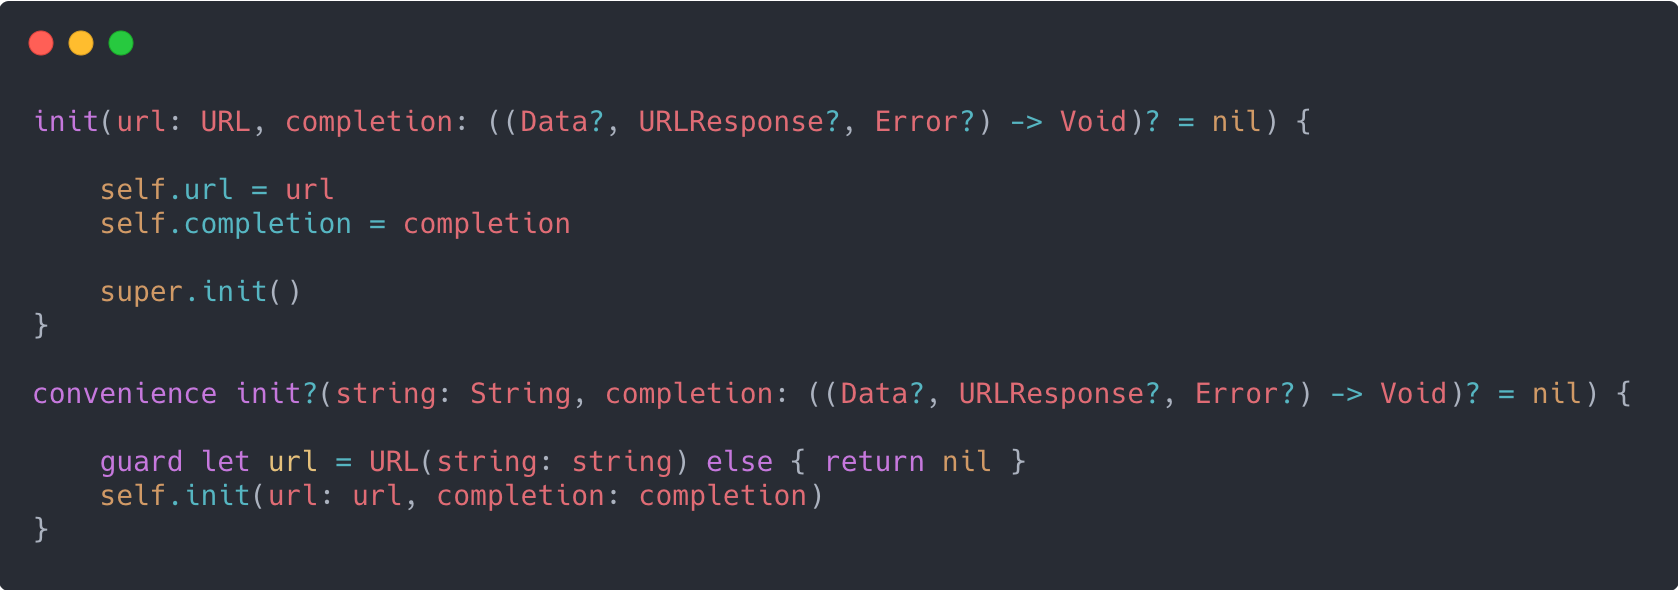 init(url: URL, completion: ((Data?, URLResponse?, Error?) -> Void)? = nil) {
self.url = url
self.completion = completion
super.init()
}
convenience init?(string: String, completion: ((Data?, URLResponse?, Error?) -> Void)? = nil) {
guard let url = URL(string: string) else { return nil }
self.init(url: url, completion: completion)
}